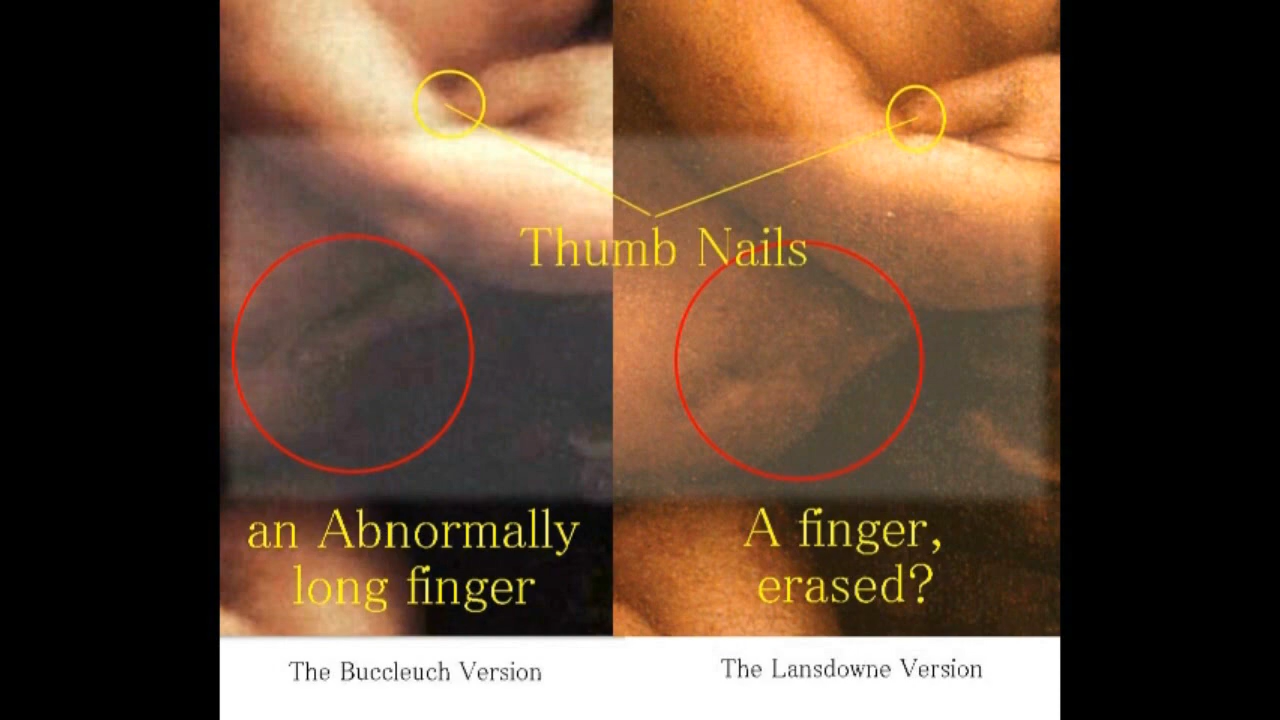 Thumb Nails
an Abnormally
long finger
A finger,
erased?
The Buccleuch Version
The Lansdowne Version